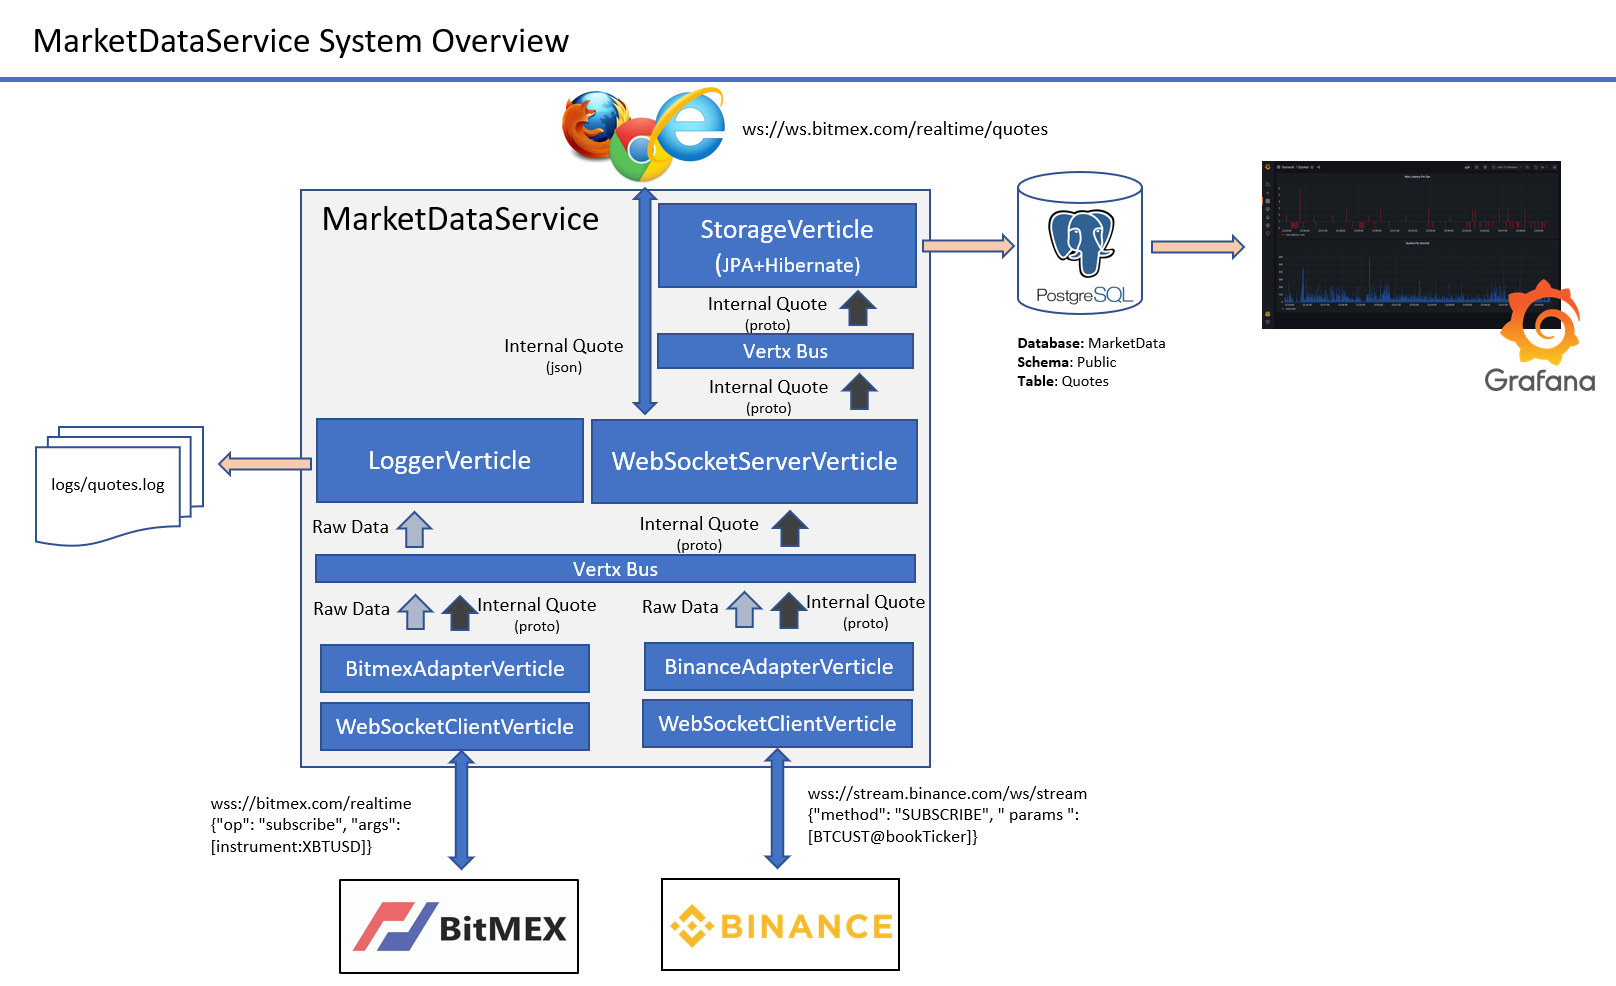 MarketDataService System Overview
ws://ws.bitmex.com/realtime/quotes
MarketDataService
StorageVerticle
(JPA+Hibernate)
PostgreSQL
Internal Quote
(proto)
Vertx Bus
Database: MarketData
Schema: Public
Table: Quotes
Grafana
Internal Quote
(json)
Internal Quote
(proto)
logs/quotes.log
LoggerVerticle
WebSocketServerVerticle
Raw Data
Internal Quote
(proto)
Vertx Bus
Raw Data
Internal Quote
(proto)
Raw Data
Internal Quote
(proto)
BitmexAdapterVerticle
BinanceAdapterVerticle
WebSocketClientVerticle
WebSocketClientVerticle
wss://bitmex.com/realtime
{"op": "subscribe", "args":
[instrument:XBTUSD]}
wss://stream.binance.com/ws/stream
{"method": "SUBSCRIBE", " params ":
[BTCUST@bookTicker]}
BitMEX
BINANCE